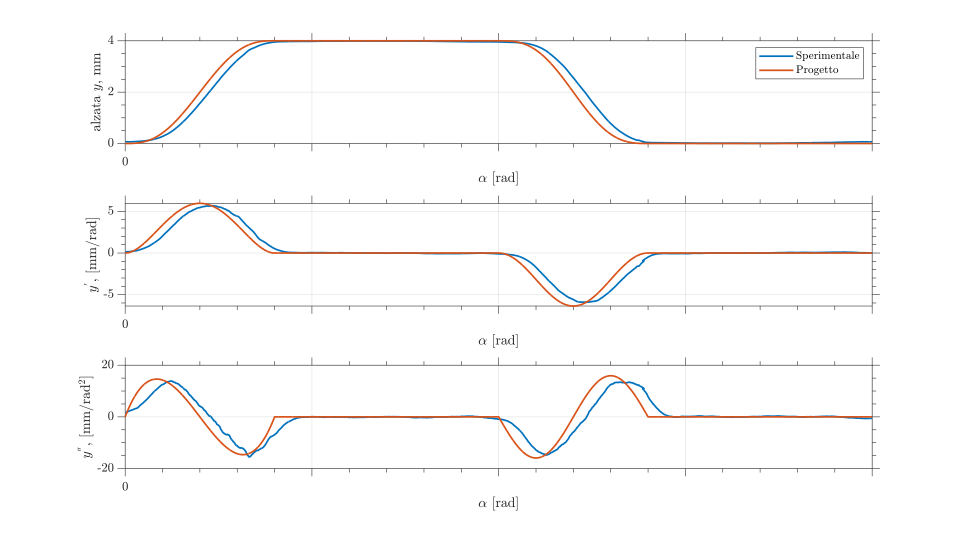 4
2
0
alzata y, mm
Sperimentale
Progetto
0
α [rad]
5
0
-5
y', [mm/rad]
0
α [rad]
20
0
-20
y'', [mm/rad²]
0
α [rad]